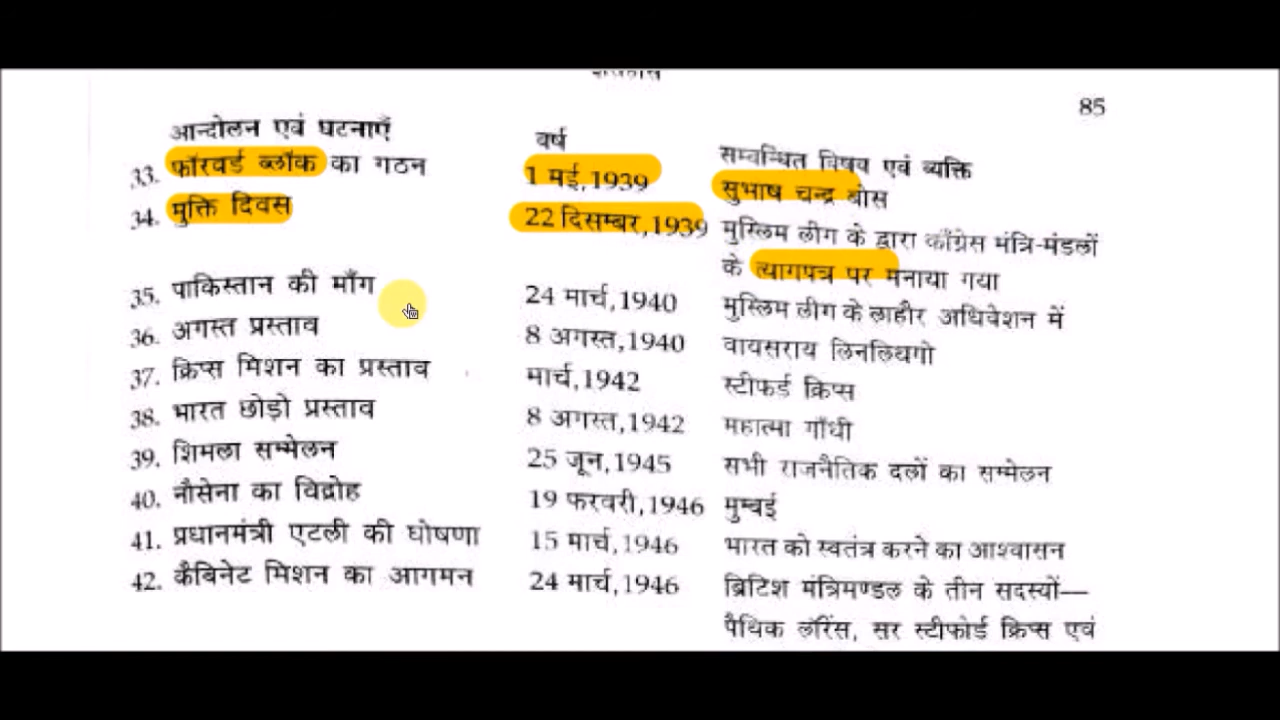 85
आन्दोलन एवं घटनाएँ वर्ष सम्बन्धित विषय एवं व्यक्ति
33. फॉरवर्ड ब्लॉक का गठन 1 मई,1939 सुभाष चन्द्र बोस
34. मुक्ति दिवस 22 दिसम्बर,1939 मुस्लिम लीग के द्वारा काँग्रेस मंत्रि-मंडलों
के त्यागपत्र पर मनाया गया
35. पाकिस्तान की माँग 24 मार्च,1940 मुस्लिम लीग के लाहौर अधिवेशन में
36. अगस्त प्रस्ताव 8 अगस्त,1940 वायसराय लिनलिथगो
37. क्रिप्स मिशन का प्रस्ताव मार्च,1942 स्टीफर्ड क्रिप्स
38. भारत छोड़ो प्रस्ताव 8 अगस्त,1942 महात्मा गाँधी
39. शिमला सम्मेलन 25 जून,1945 सभी राजनैतिक दलों का सम्मेलन
40. नौसेना का विद्रोह 19 फरवरी,1946 मुम्बई
41. प्रधानमंत्री एटली की घोषणा 15 मार्च,1946 भारत को स्वतंत्र करने का आश्वासन
42. कैबिनेट मिशन का आगमन 24 मार्च,1946 ब्रिटिश मंत्रिमण्डल के तीन सदस्यों—
पैथिक लॉरेंस, सर स्टीफोर्ड क्रिप्स एवं